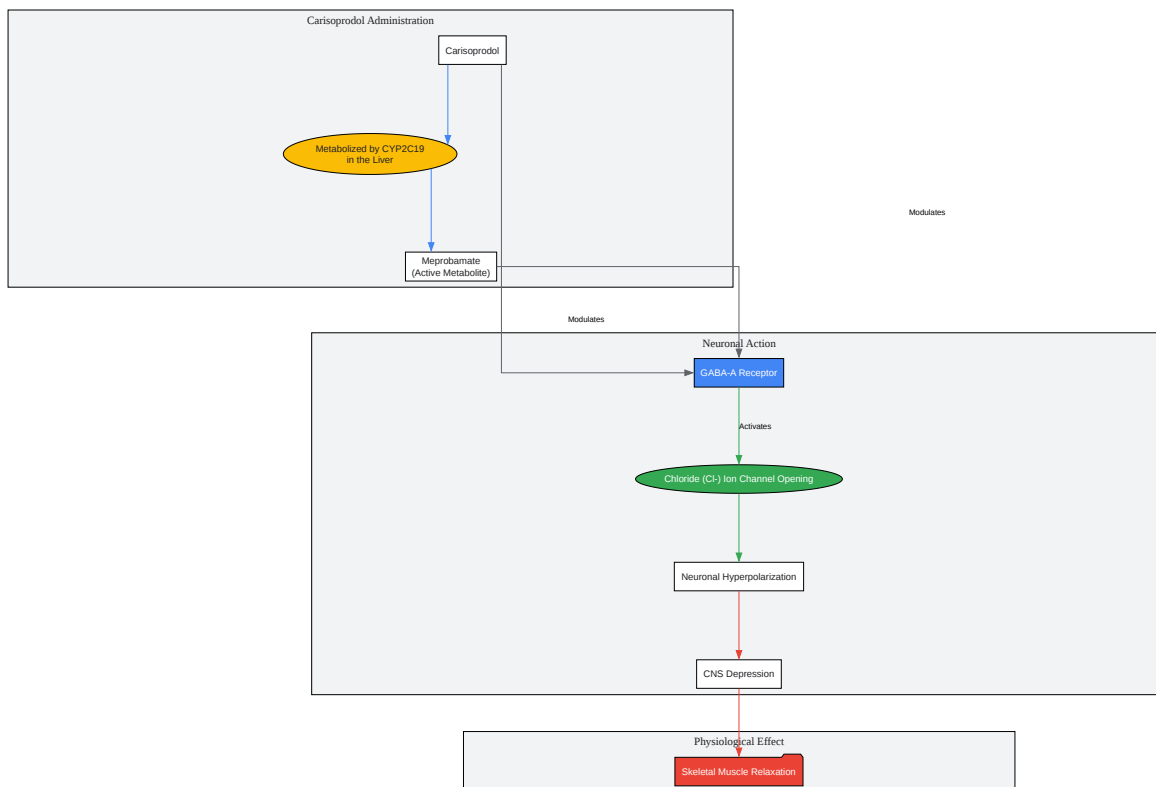 Carisoprodol Administration
Carisoprodol
Metabolized by CYP2C19
in the Liver
Modulates
Meprobamate
(Active Metabolite)
Modulates
Neuronal Action
GABA-A Receptor
Activates
Chloride (Cl-) Ion Channel Opening
Neuronal Hyperpolarization
CNS Depression
Physiological Effect
Skeletal Muscle Relaxation